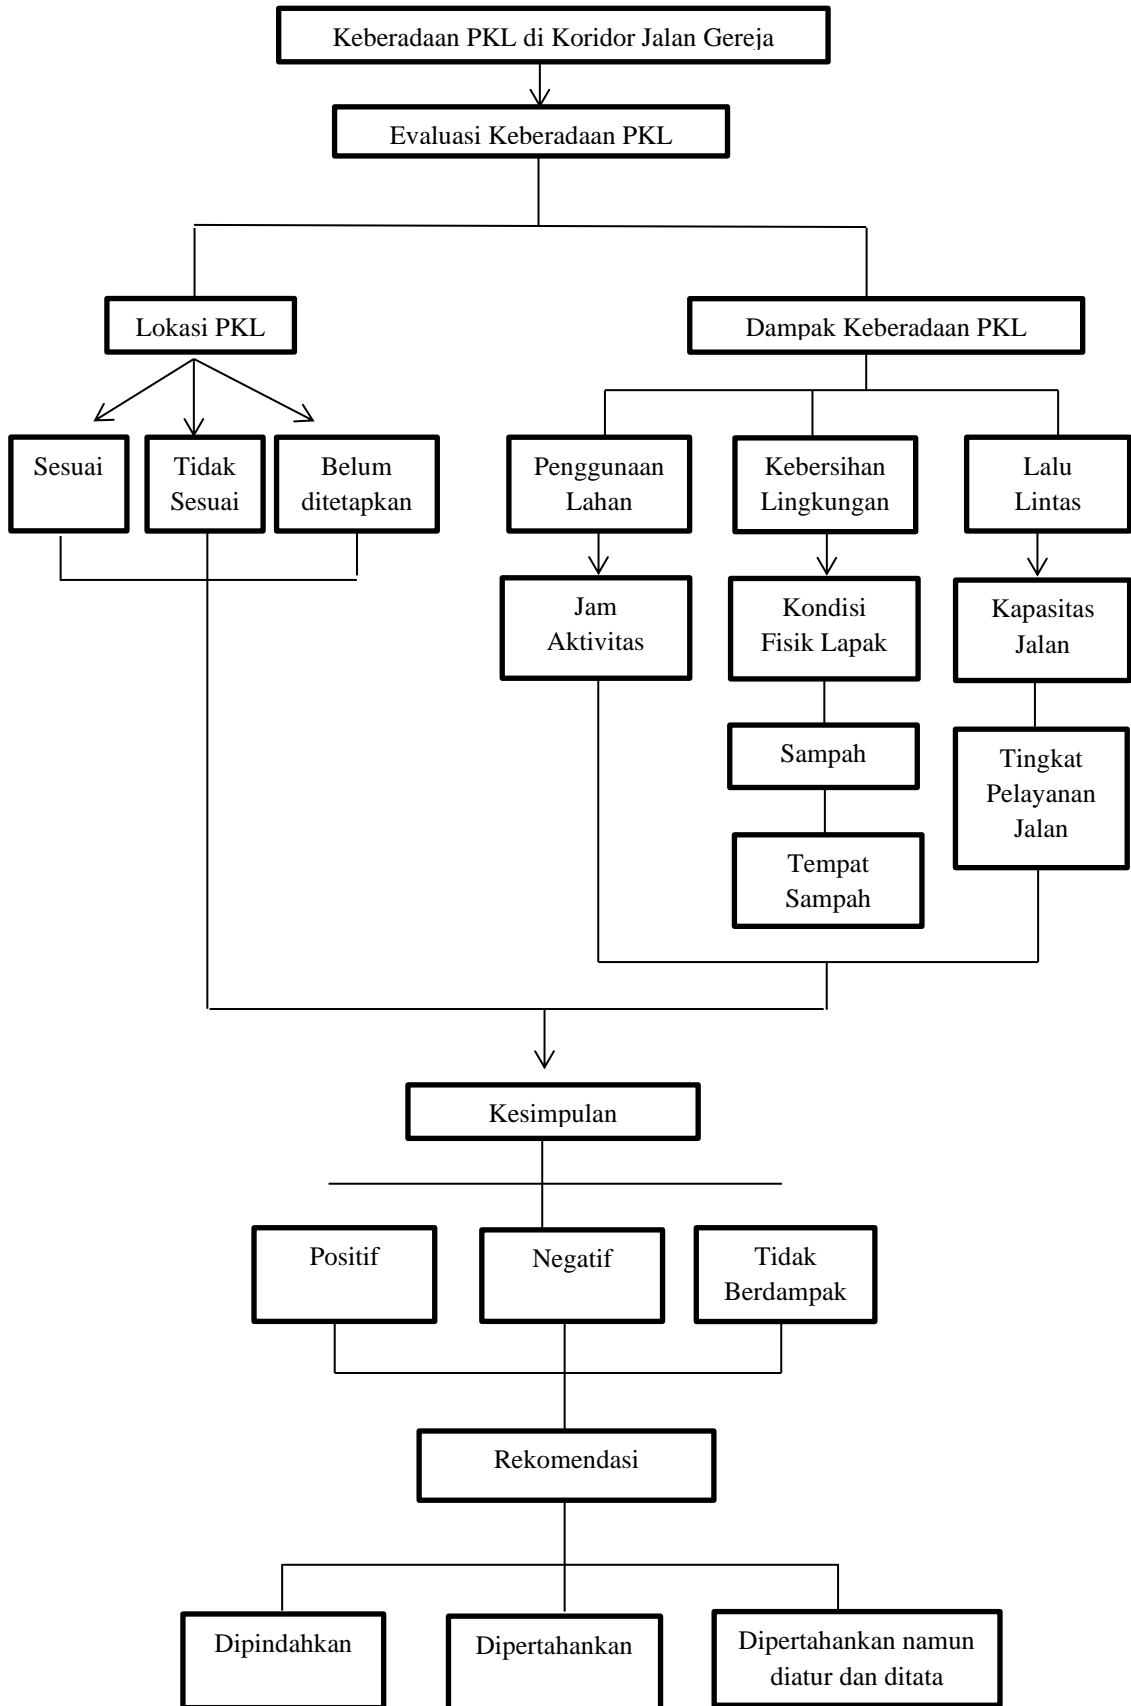 Keberadaan PKL di Koridor Jalan Gereja
Evaluasi Keberadaan PKL
Lokasi PKL
Dampak Keberadaan PKL
Sesuai
Tidak
Sesuai
Belum
ditetapkan
Penggunaan
Lahan
Kebersihan
Lingkungan
Lalu
Lintas
Jam
Aktivitas
Kondisi
Fisik Lapak
Kapasitas
Jalan
Sampah
Tingkat
Pelayanan
Jalan
Tempat
Sampah
Kesimpulan
Positif
Negatif
Tidak
Berdampak
Rekomendasi
Dipindahkan
Dipertahankan
Dipertahankan namun
diatur dan ditata